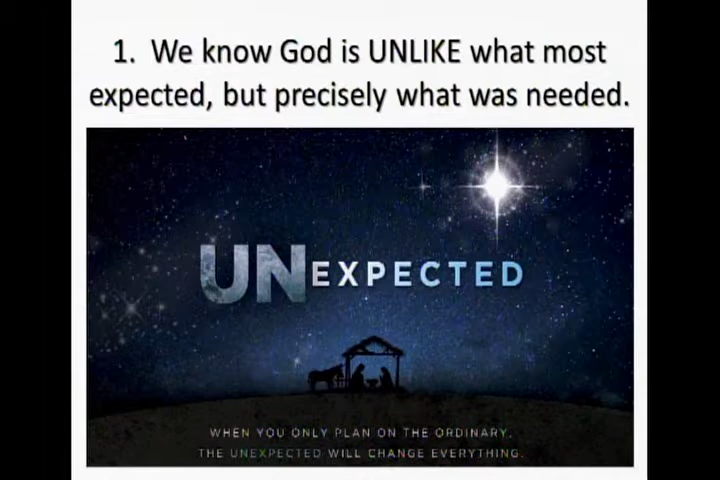 1. We know God is UNLIKE what most
expected, but precisely what was needed.
UNEXPECTED
WHEN YOU ONLY PLAN ON THE ORDINARY,
THE UNEXPECTED WILL CHANGE EVERYTHING.